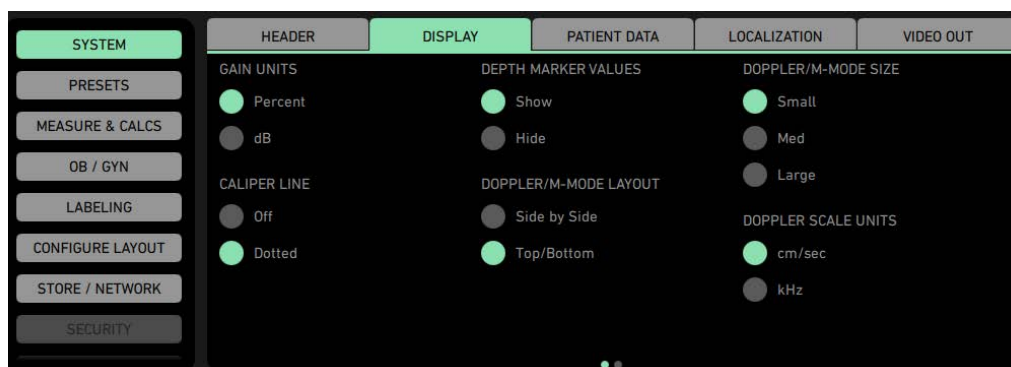 SYSTEM
PRESETS
MEASURE & CALCS
OB / GYN
LABELING
CONFIGURE LAYOUT
STORE / NETWORK
SECURITY
HEADER
DISPLAY
PATIENT DATA
LOCALIZATION
VIDEO OUT
GAIN UNITS
Percent
dB
CALIPER LINE
Off
Dotted
DEPTH MARKER VALUES
Show
Hide
DOPPLER/M-MODE LAYOUT
Side by Side
Top/Bottom
DOPPLER/M-MODE SIZE
Small
Med
Large
DOPPLER SCALE UNITS
cm/sec
kHz